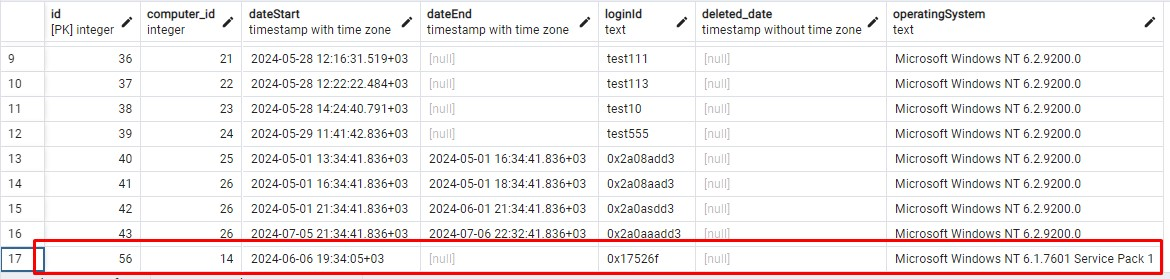 id computer_id dateStart dateEnd loginId deleted_date operatingSystem
[PK] integer integer timestamp with time zone timestamp with time zone text timestamp without time zone text
9 36 21 2024-05-28 12:16:31.519+03 [null] test111 [null] Microsoft Windows NT 6.2.9200.0
10 37 22 2024-05-28 12:22:22.484+03 [null] test113 [null] Microsoft Windows NT 6.2.9200.0
11 38 23 2024-05-28 14:24:40.791+03 [null] test10 [null] Microsoft Windows NT 6.2.9200.0
12 39 24 2024-05-29 11:41:42.836+03 [null] test555 [null] Microsoft Windows NT 6.2.9200.0
13 40 25 2024-05-01 13:34:41.836+03 2024-05-01 16:34:41.836+03 0x2a08add3 [null] Microsoft Windows NT 6.2.9200.0
14 41 26 2024-05-01 16:34:41.836+03 2024-05-01 18:34:41.836+03 0x2a08aad3 [null] Microsoft Windows NT 6.2.9200.0
15 42 26 2024-05-01 21:34:41.836+03 2024-06-01 21:34:41.836+03 0x2a0asdd3 [null] Microsoft Windows NT 6.2.9200.0
16 43 26 2024-07-05 21:34:41.836+03 2024-07-06 22:32:41.836+03 0x2a0aaadd3 [null] Microsoft Windows NT 6.2.9200.0
17 56 14 2024-06-06 19:34:05+03 [null] 0x17526f [null] Microsoft Windows NT 6.1.7601 Service Pack 1